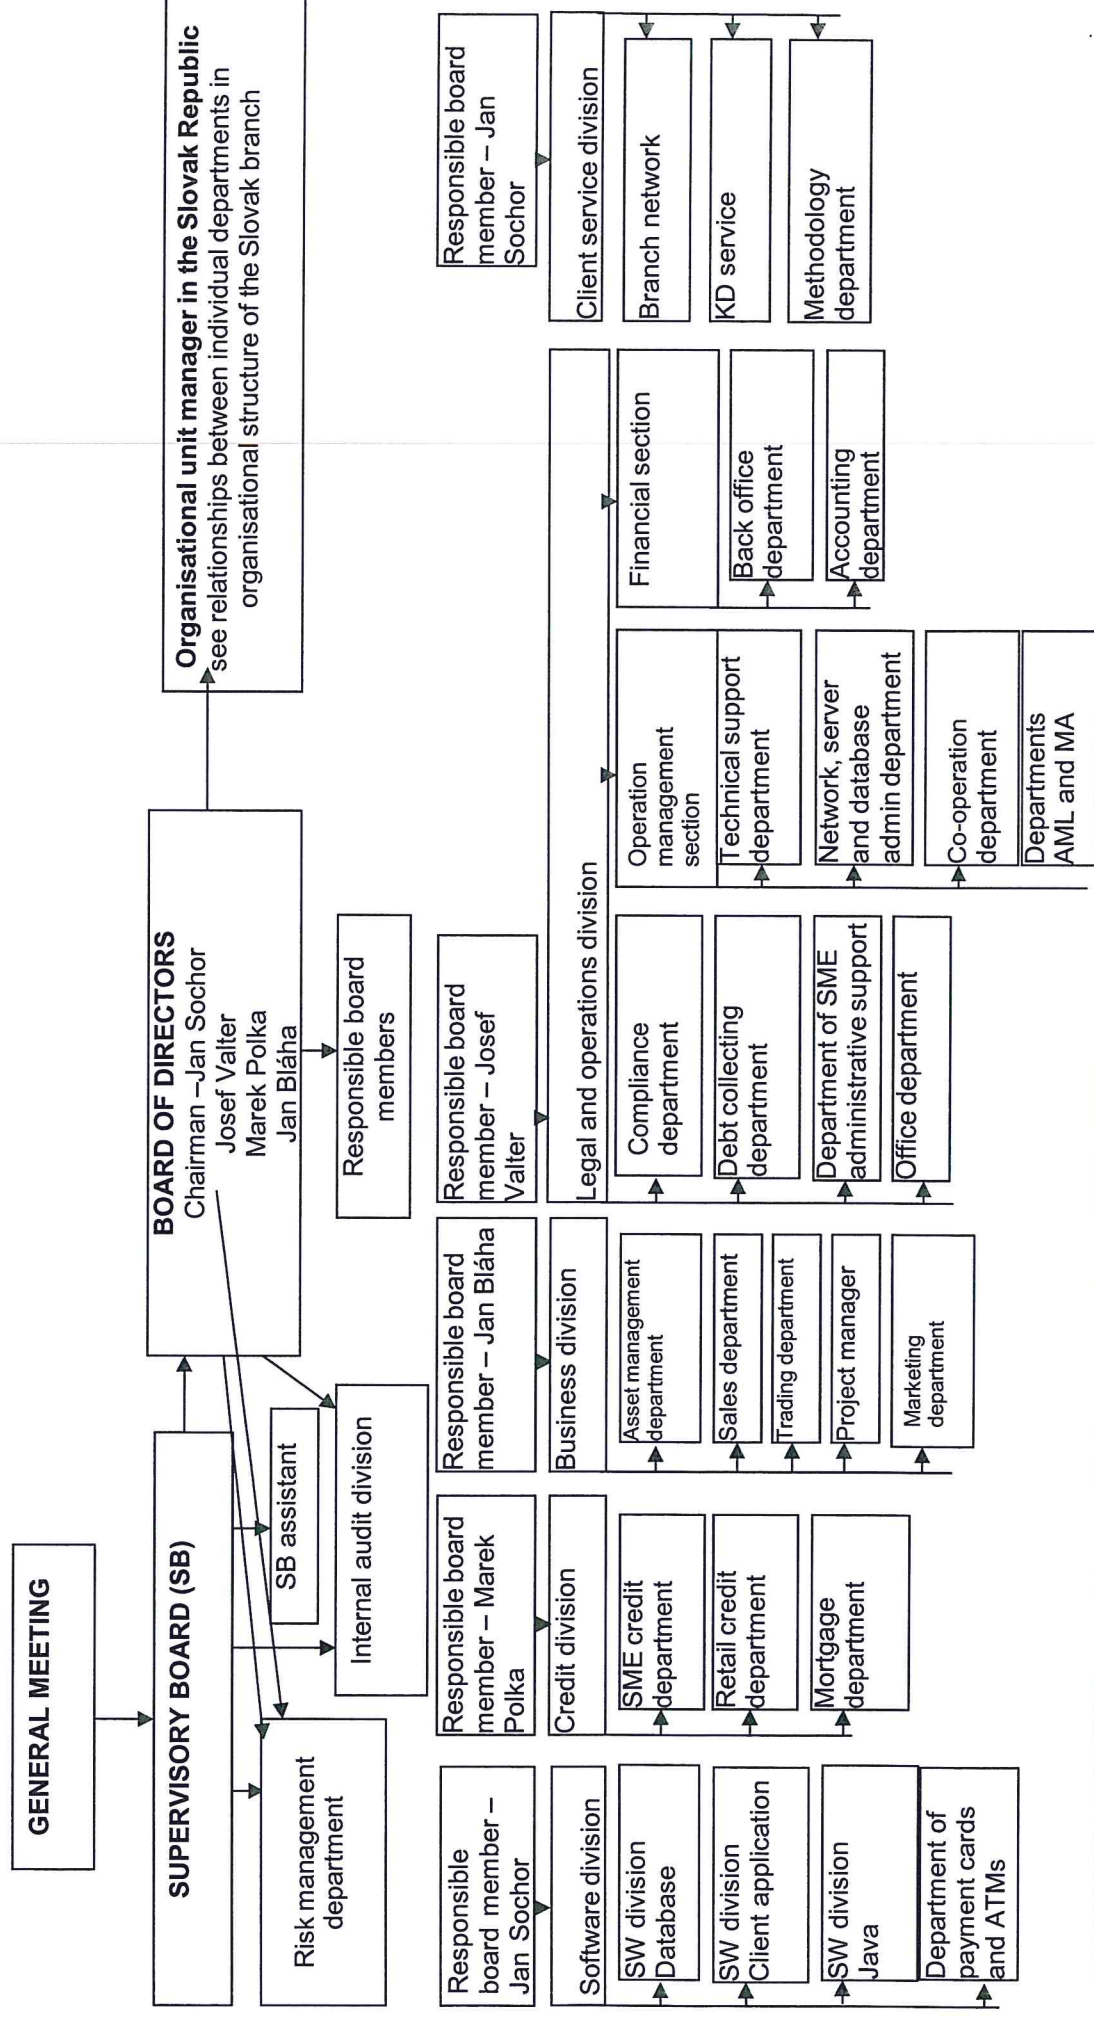 GENERAL MEETING
SUPERVISORY BOARD (SB)
BOARD OF DIRECTORS
Chairman –Jan Sochor
Josef Valter
Marek Polka
Jan Bláha
Organisational unit manager in the Slovak Republic
see relationships between individual departments in
organisational structure of the Slovak branch
Risk management
department
SB assistant
Internal audit division
Responsible board
members
Responsible
board member –
Jan Sochor
Software division
SW division
Database
SW division
Client application
SW division
Java
Department of
payment cards
and ATMs
Responsible board
member – Marek
Polka
Credit division
SME credit
department
Retail credit
department
Mortgage
department
Responsible board
member – Jan Bláha
Business division
Asset management
department
Sales department
Trading department
Project manager
Marketing
department
Responsible board
member – Josef
Valter
Legal and operations division
Compliance
department
Debt collecting
department
Department of SME
administrative support
Office department
Operation
management
section
Technical support
department
Network, server
and database
admin department
Co-operation
department
Departments
AML and MA
Financial section
Back office
department
Accounting
department
Responsible board
member – Jan
Sochor
Client service division
Branch network
KD service
Methodology
department